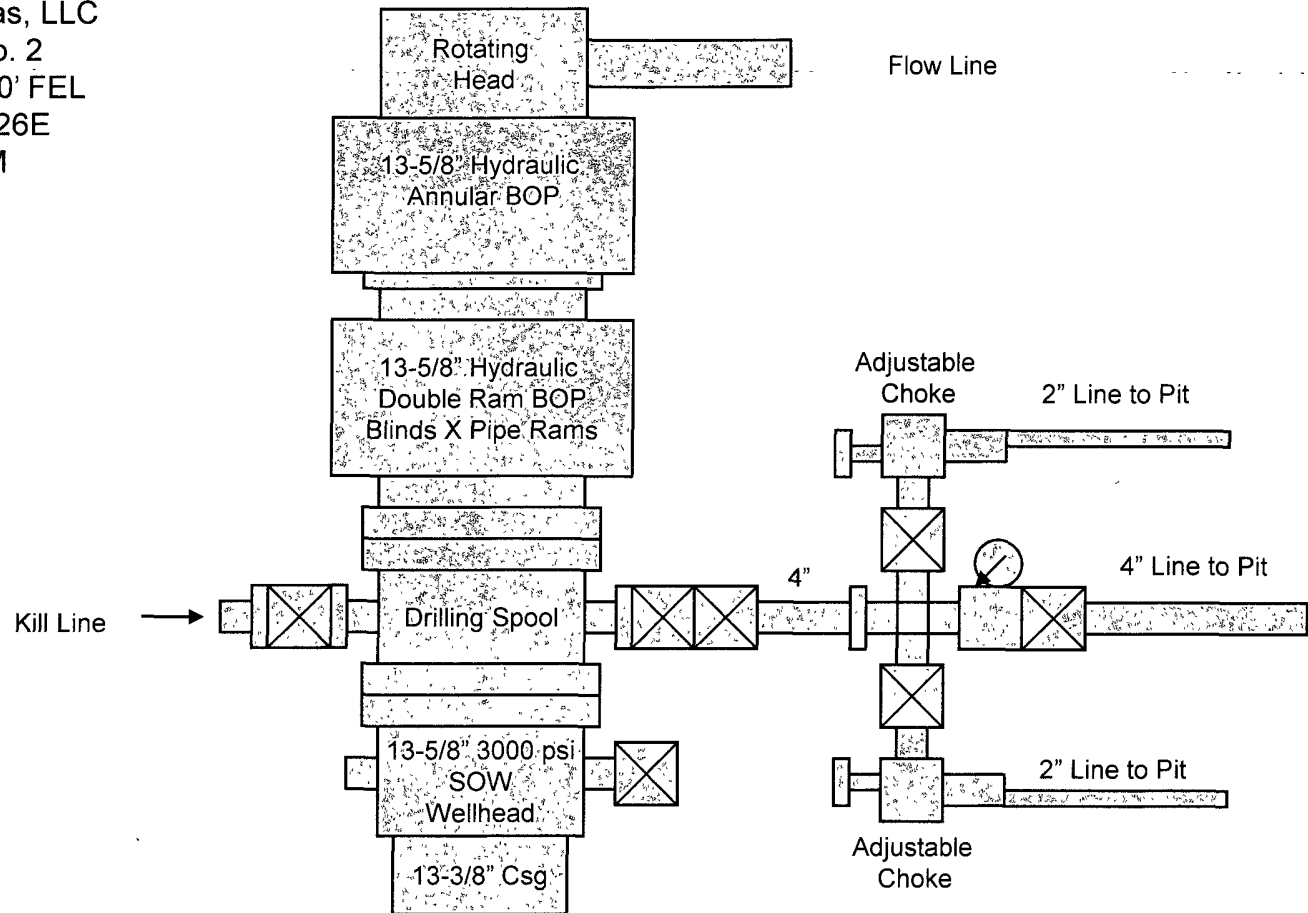 as, LLC
o. 2
0' FEL
26E
M
Rotating
Head
Flow Line
13-5/8" Hydraulic
Annular BOP
13-5/8" Hydraulic
Double Ram BOP
Blinds X Pipe Rams
Adjustable
Choke
2" Line to Pit
4"
4" Line to Pit
Kill Line
Drilling Spool
13-5/8" 3000 psi
SOW
Wellhead
2" Line to Pit
Adjustable
Choke
13-3/8" Csg